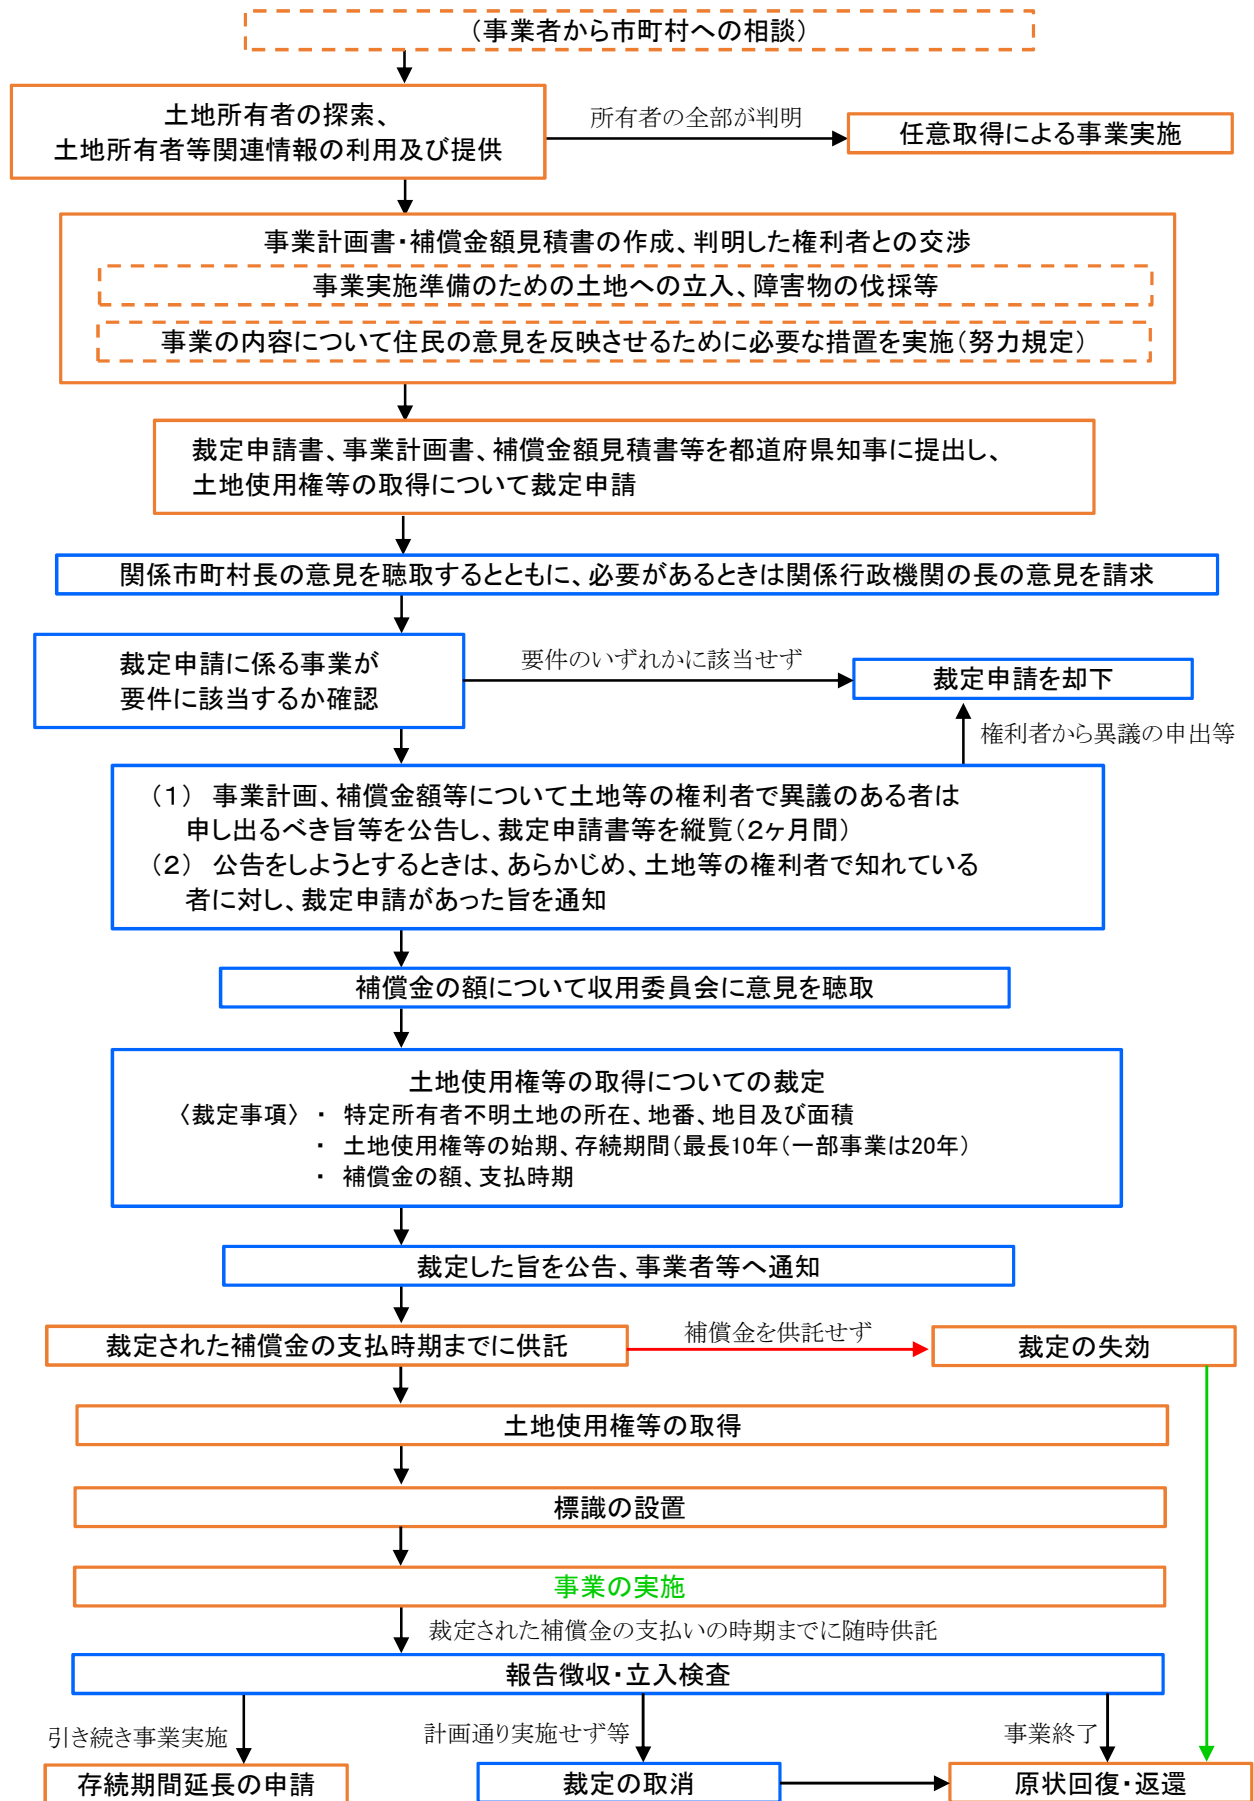 （事業者から市町村への相談）
土地所有者の探索、
土地所有者等関連情報の利用及び提供
所有者の全部が判明
任意取得による事業実施
事業計画書・補償金額見積書の作成、判明した権利者との交渉
事業実施準備のための土地への立入、障害物の伐採等
事業の内容について住民の意見を反映させるために必要な措置を実施（努力規定）
裁定申請書、事業計画書、補償金額見積書等を都道府県知事に提出し、
土地使用権等の取得について裁定申請
関係市町村長の意見を聴取するとともに、必要があるときは関係行政機関の長の意見を請求
裁定申請に係る事業が
要件に該当するか確認
要件のいずれかに該当せず
裁定申請を却下
権利者から異議の申出等
（１） 事業計画、補償金額等について土地等の権利者で異議のある者は
申し出るべき旨等を公告し、裁定申請書等を縦覧（２ヶ月間）
（２） 公告をしようとするときは、あらかじめ、土地等の権利者で知れている
者に対し、裁定申請があった旨を通知
補償金の額について収用委員会に意見を聴取
土地使用権等の取得についての裁定
〈裁定事項〉 ・ 特定所有者不明土地の所在、地番、地目及び面積
・ 土地使用権等の始期、存続期間（最長10年（一部事業は20年）
・ 補償金の額、支払時期
裁定した旨を公告、事業者等へ通知
裁定された補償金の支払時期までに供託
補償金を供託せず
裁定の失効
土地使用権等の取得
標識の設置
事業の実施
裁定された補償金の支払いの時期までに随時供託
報告徴収・立入検査
引き続き事業実施
計画通り実施せず等
事業終了
存続期間延長の申請
裁定の取消
原状回復・返還